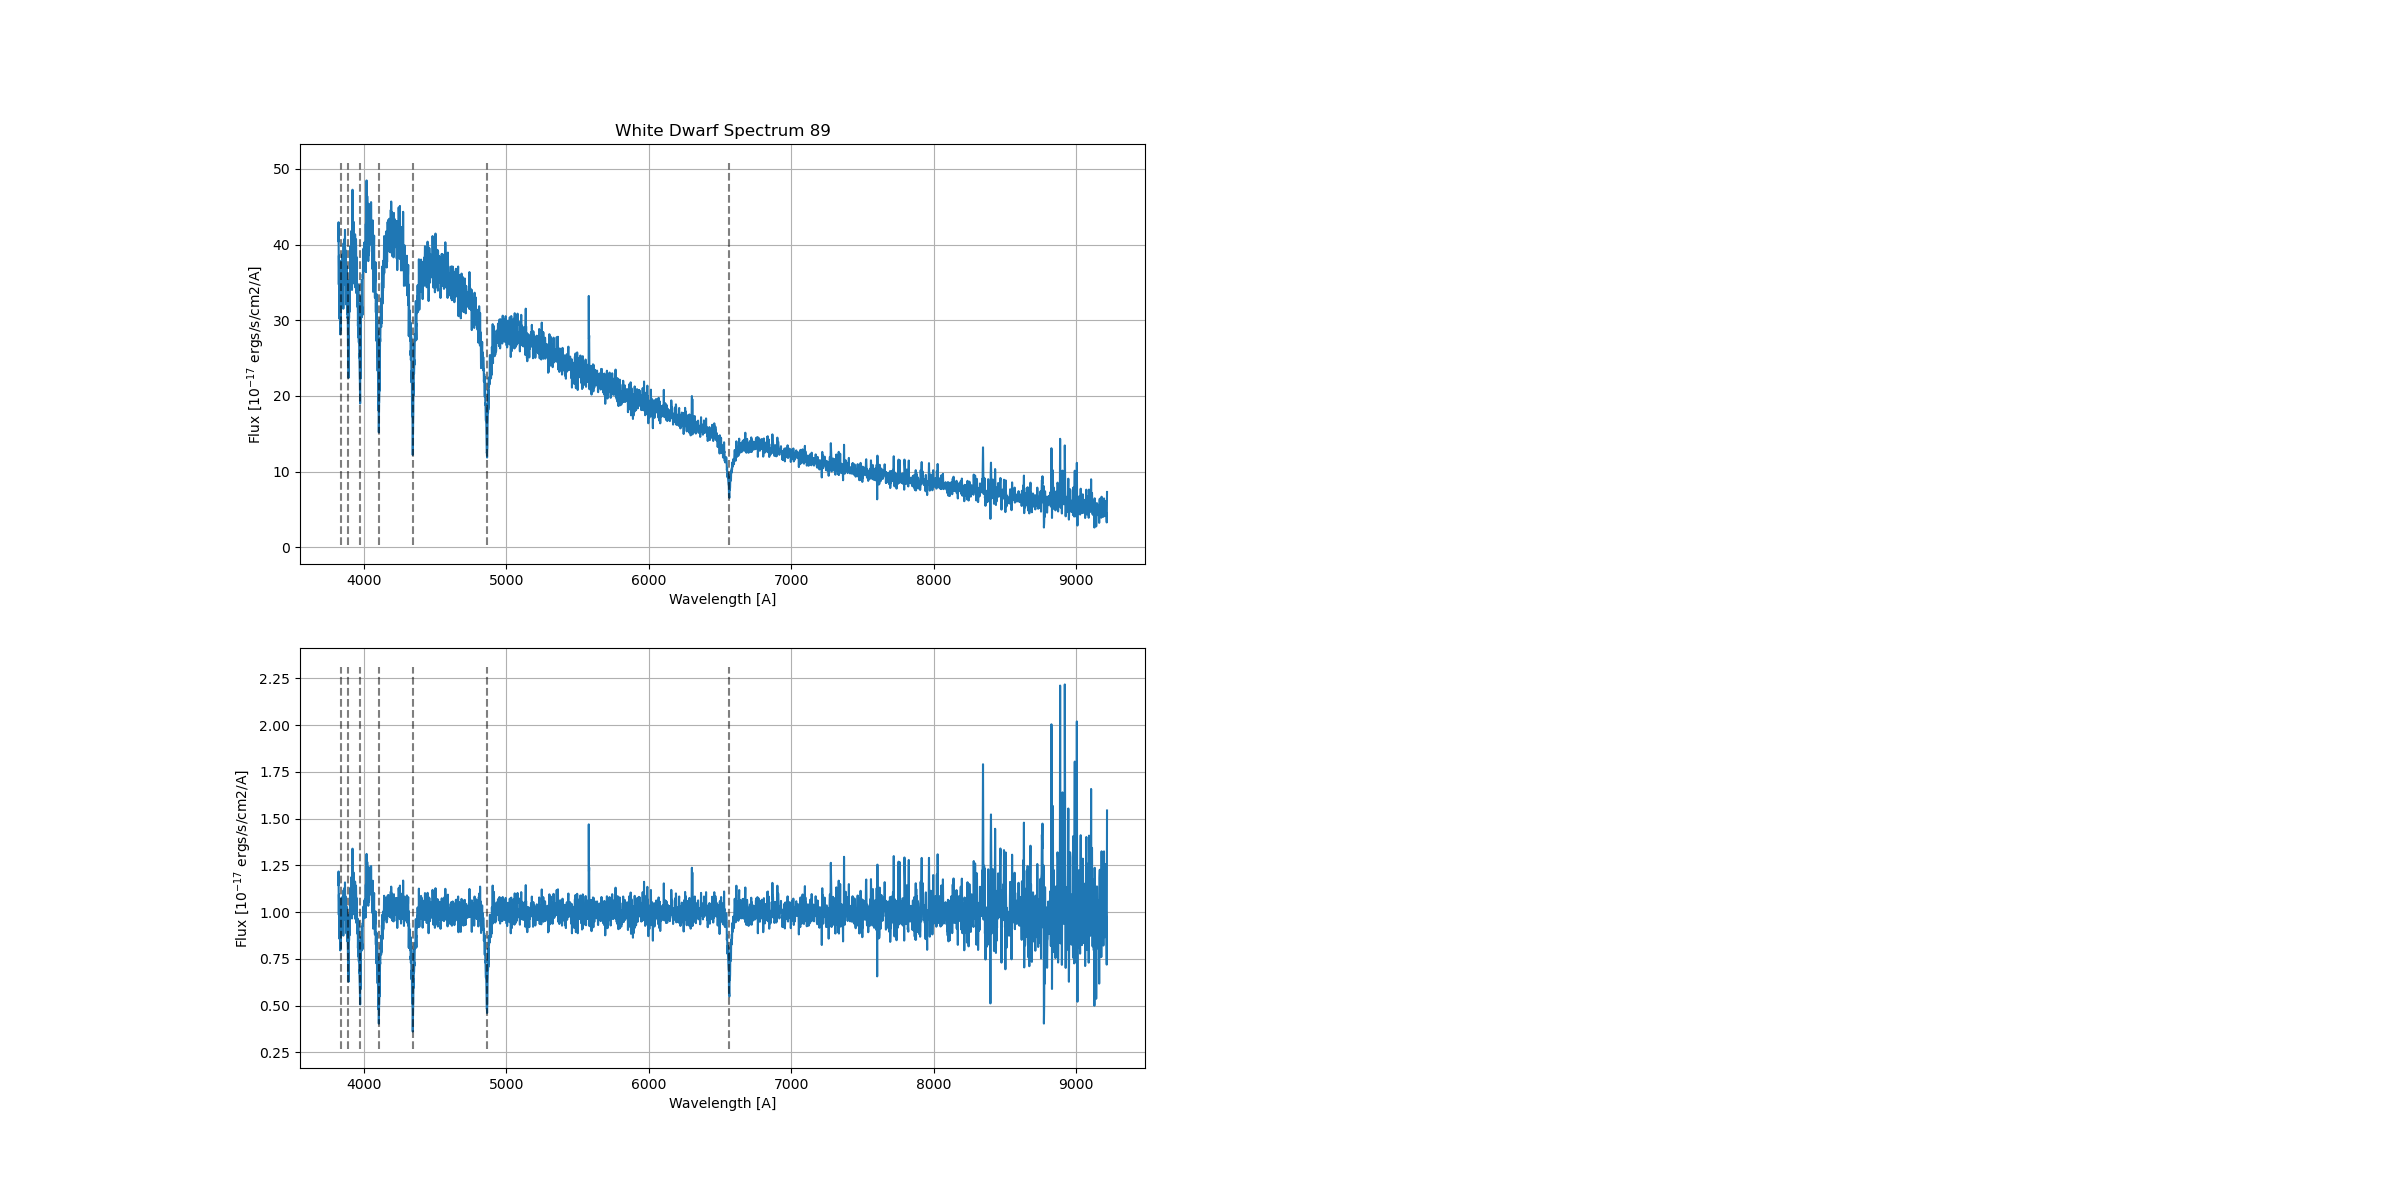 White Dwarf Spectrum 89
50
40
30
20
10
0
Flux [10⁻¹⁷ ergs/s/cm2/A]
4000 5000 6000 7000 8000 9000
Wavelength [A]
2.25
2.00
1.75
1.50
1.25
1.00
0.75
0.50
0.25
Flux [10⁻¹⁷ ergs/s/cm2/A]
4000 5000 6000 7000 8000 9000
Wavelength [A]